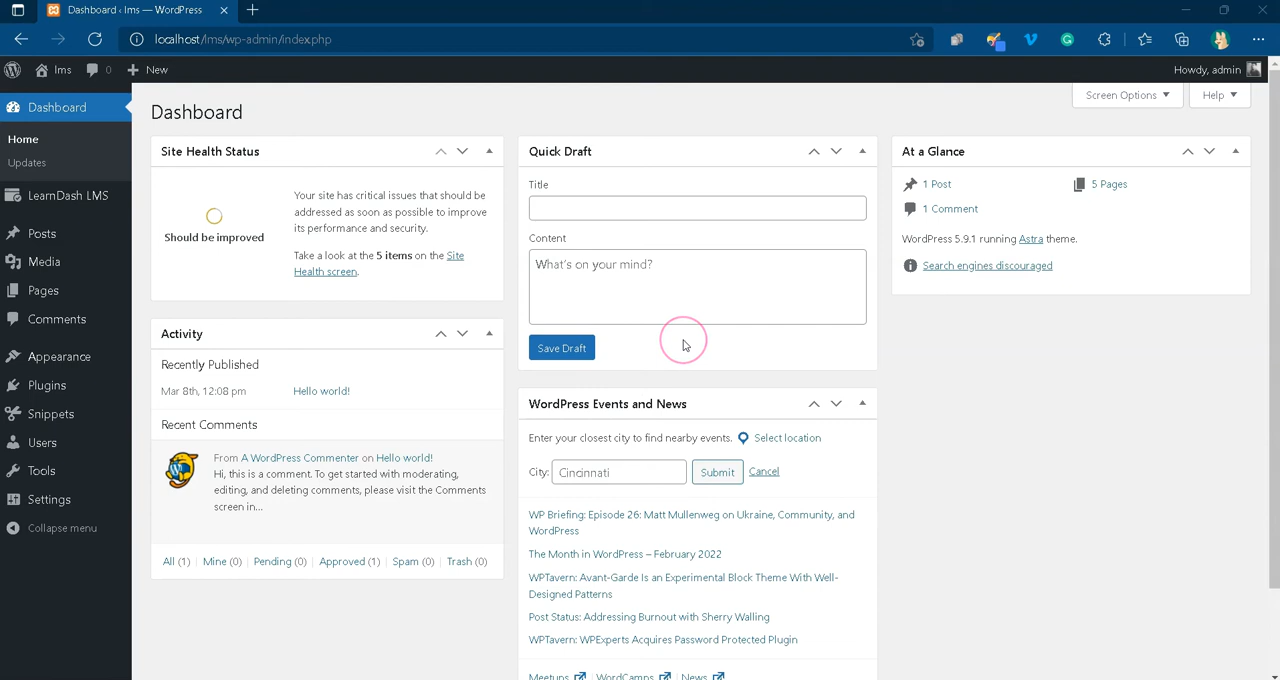 Dashboard ‹ lms — WordPress
localhost/lms/wp-admin/index.php
lms
0
New
Howdy, admin
Dashboard
Home
Updates
LearnDash LMS
Posts
Media
Pages
Comments
Appearance
Plugins
Snippets
Users
Tools
Settings
Collapse menu
Screen Options
Help
Dashboard
Site Health Status
Should be improved
Your site has critical issues that should be
addressed as soon as possible to improve
its performance and security.
Take a look at the 5 items on the Site
Health screen.
Activity
Recently Published
Mar 8th, 12:08 pm
Hello world!
Recent Comments
From A WordPress Commenter on Hello world!
Hi, this is a comment. To get started with moderating,
editing, and deleting comments, please visit the Comments
screen in…
All (1) | Mine (0) | Pending (0) | Approved (1) | Spam (0) | Trash (0)
Quick Draft
Title
Content
What's on your mind?
Save Draft
WordPress Events and News
Enter your closest city to find nearby events.
Select location
City:
Cincinnati
Submit
Cancel
WP Briefing: Episode 26: Matt Mullenweg on Ukraine, Community, and
WordPress
The Month in WordPress – February 2022
WPTavern: Avant-Garde Is an Experimental Block Theme With Well-
Designed Patterns
Post Status: Addressing Burnout with Sherry Walling
WPTavern: WPExperts Acquires Password Protected Plugin
Meetups | WordCamps | News
At a Glance
1 Post
5 Pages
1 Comment
WordPress 5.9.1 running Astra theme.
Search engines discouraged